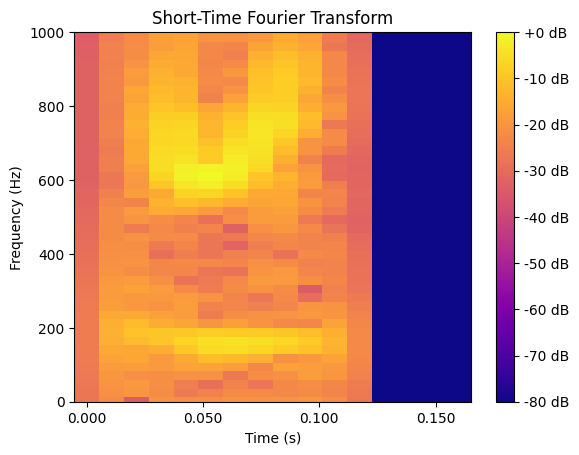 Short-Time Fourier Transform
1000
800
600
400
200
0
Frequency (Hz)
0.000
0.050
0.100
0.150
Time (s)
+0 dB
-10 dB
-20 dB
-30 dB
-40 dB
-50 dB
-60 dB
-70 dB
-80 dB